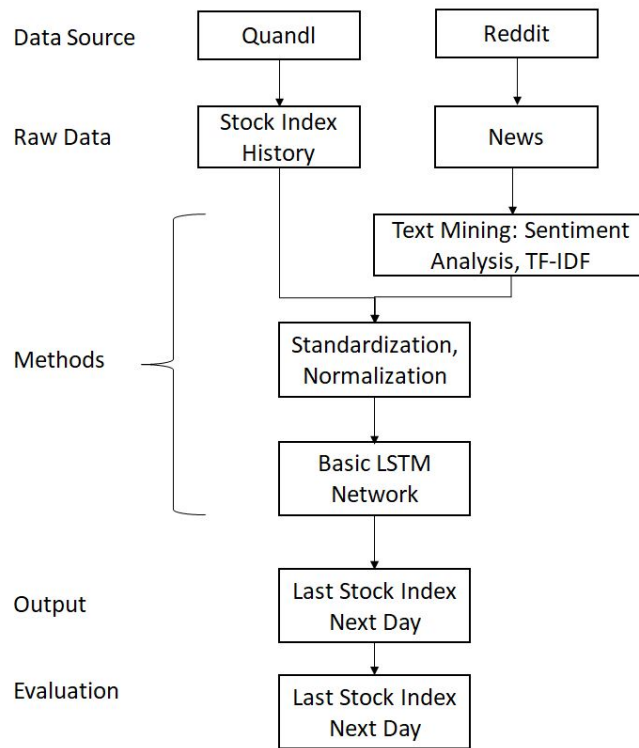 Data Source
Quandl
Reddit
Raw Data
Stock Index
History
News
Text Mining: Sentiment
Analysis, TF-IDF
Methods
Standardization,
Normalization
Basic LSTM
Network
Output
Last Stock Index
Next Day
Evaluation
Last Stock Index
Next Day